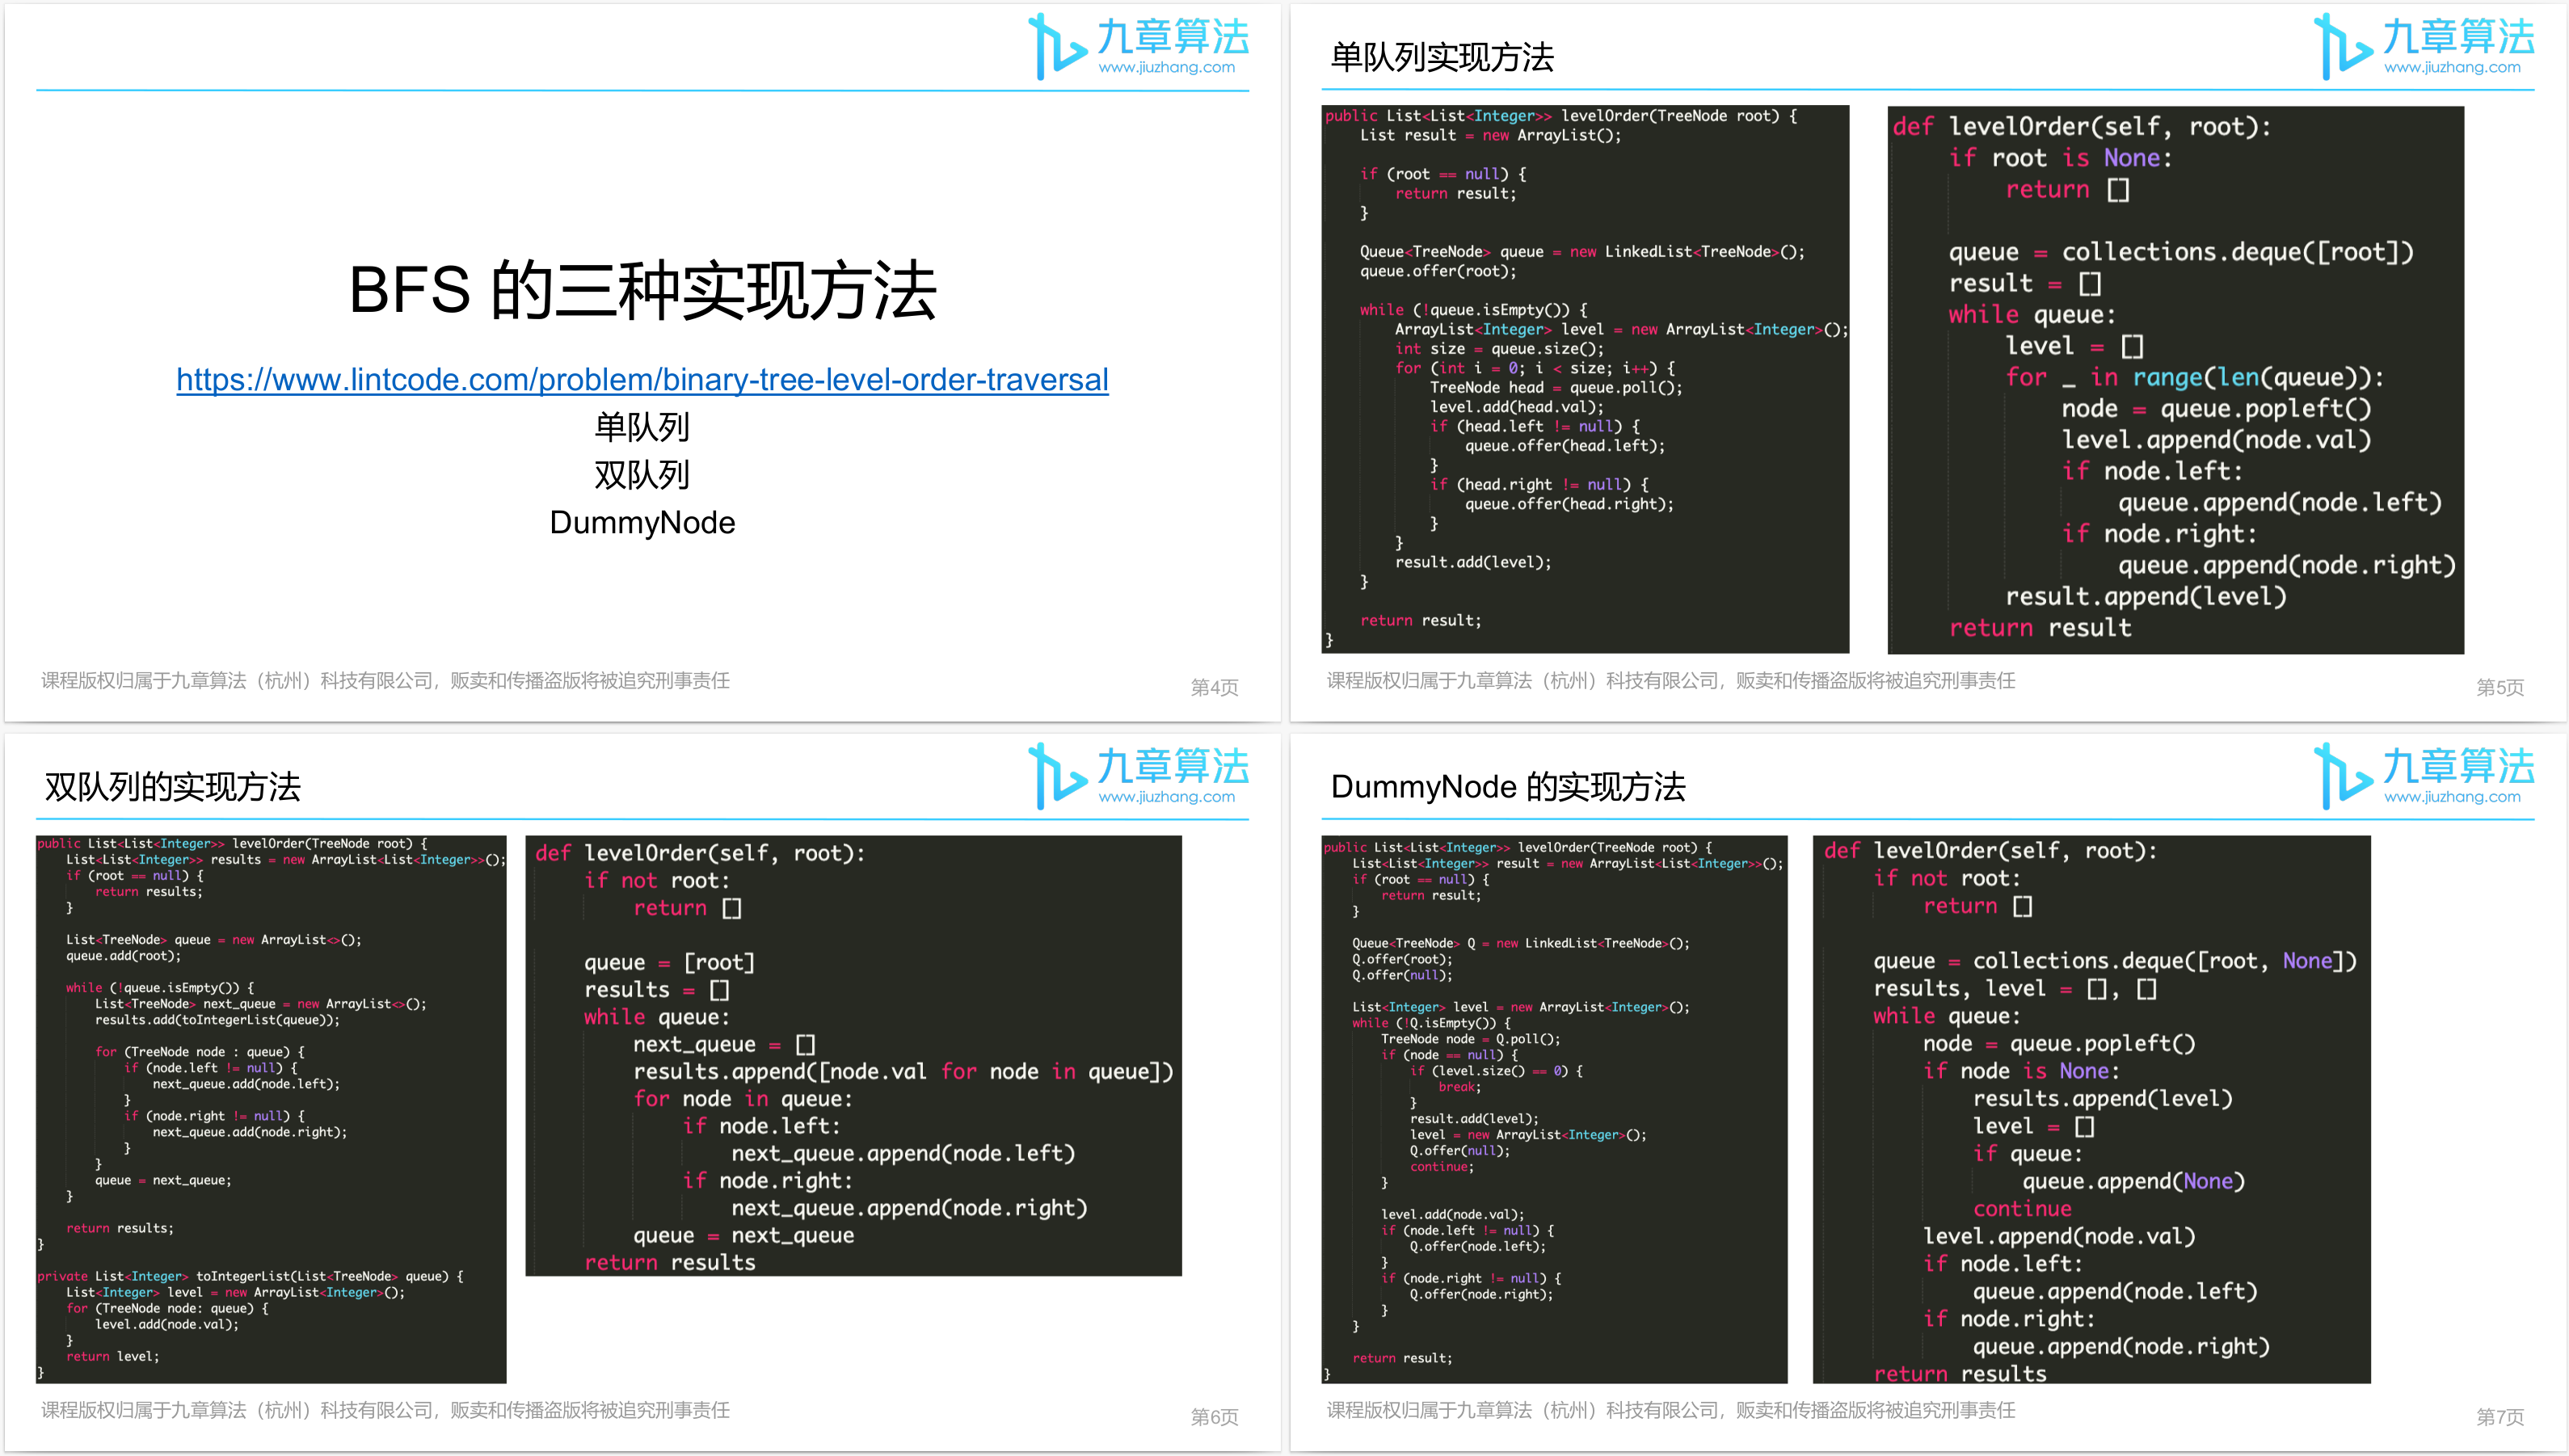 九章算法
www.jiuzhang.com
BFS 的三种实现方法
https://www.lintcode.com/problem/binary-tree-level-order-traversal
单队列
双队列
DummyNode
课程版权归属于九章算法（杭州）科技有限公司，贩卖和传播盗版将被追究刑事责任
第4页
单队列实现方法
九章算法
www.jiuzhang.com
public List<List<Integer>> levelOrder(TreeNode root) {
    List result = new ArrayList();
    if (root == null) {
        return result;
    }
    Queue<TreeNode> queue = new LinkedList<TreeNode>();
    queue.offer(root);
    while (!queue.isEmpty()) {
        ArrayList<Integer> level = new ArrayList<Integer>();
        int size = queue.size();
        for (int i = 0; i < size; i++) {
            TreeNode head = queue.poll();
            level.add(head.val);
            if (head.left != null) {
                queue.offer(head.left);
            }
            if (head.right != null) {
                queue.offer(head.right);
            }
        }
        result.add(level);
    }
    return result;
}
def levelOrder(self, root):
    if root is None:
        return []
    queue = collections.deque([root])
    result = []
    while queue:
        level = []
        for _ in range(len(queue)):
            node = queue.popleft()
            level.append(node.val)
            if node.left:
                queue.append(node.left)
            if node.right:
                queue.append(node.right)
        result.append(level)
    return result
课程版权归属于九章算法（杭州）科技有限公司，贩卖和传播盗版将被追究刑事责任
第5页
双队列的实现方法
九章算法
www.jiuzhang.com
public List<List<Integer>> levelOrder(TreeNode root) {
    List<List<Integer>> results = new ArrayList<List<Integer>>();
    if (root == null) {
        return results;
    }
    List<TreeNode> queue = new ArrayList<>();
    queue.add(root);
    while (!queue.isEmpty()) {
        List<TreeNode> next_queue = new ArrayList<>();
        results.add(toIntegerList(queue));
        for (TreeNode node : queue) {
            if (node.left != null) {
                next_queue.add(node.left);
            }
            if (node.right != null) {
                next_queue.add(node.right);
            }
        }
        queue = next_queue;
    }
    return results;
}
private List<Integer> toIntegerList(List<TreeNode> queue) {
    List<Integer> level = new ArrayList<Integer>();
    for (TreeNode node: queue) {
        level.add(node.val);
    }
    return level;
}
def levelOrder(self, root):
    if not root:
        return []
    queue = [root]
    results = []
    while queue:
        next_queue = []
        results.append([node.val for node in queue])
        for node in queue:
            if node.left:
                next_queue.append(node.left)
            if node.right:
                next_queue.append(node.right)
        queue = next_queue
    return results
课程版权归属于九章算法（杭州）科技有限公司，贩卖和传播盗版将被追究刑事责任
第6页
DummyNode 的实现方法
九章算法
www.jiuzhang.com
public List<List<Integer>> levelOrder(TreeNode root) {
    List<List<Integer>> result = new ArrayList<List<Integer>>();
    if (root == null) {
        return result;
    }
    Queue<TreeNode> Q = new LinkedList<TreeNode>();
    Q.offer(root);
    Q.offer(null);
    List<Integer> level = new ArrayList<Integer>();
    while (!Q.isEmpty()) {
        TreeNode node = Q.poll();
        if (node == null) {
            if (level.size() == 0) {
                break;
            }
            result.add(level);
            level = new ArrayList<Integer>();
            Q.offer(null);
            continue;
        }
        level.add(node.val);
        if (node.left != null) {
            Q.offer(node.left);
        }
        if (node.right != null) {
            Q.offer(node.right);
        }
    }
    return result;
}
def levelOrder(self, root):
    if not root:
        return []
    queue = collections.deque([root, None])
    results, level = [], []
    while queue:
        node = queue.popleft()
        if node is None:
            results.append(level)
            level = []
            if queue:
                queue.append(None)
            continue
        level.append(node.val)
        if node.left:
            queue.append(node.left)
        if node.right:
            queue.append(node.right)
    return results
课程版权归属于九章算法（杭州）科技有限公司，贩卖和传播盗版将被追究刑事责任
第7页